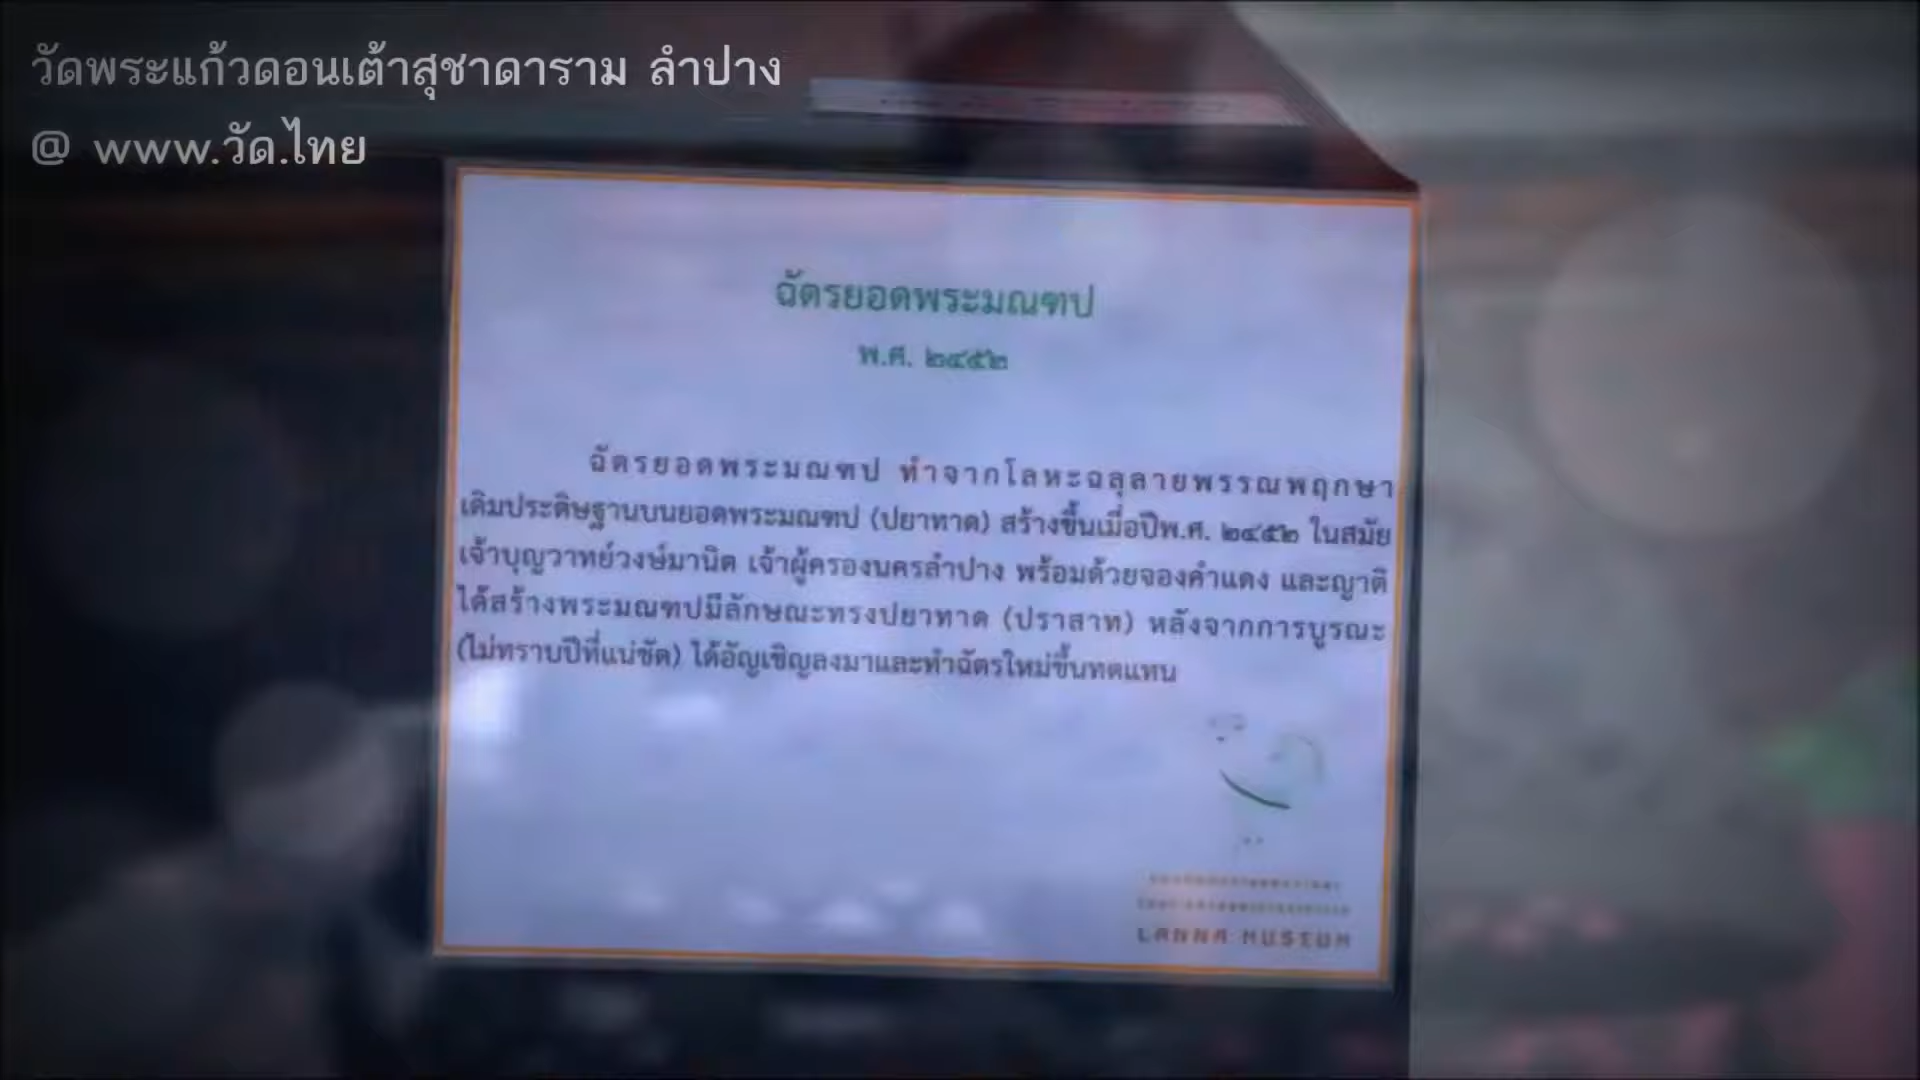 วัดพระแก้วดอนเต้าสุชาดาราม ลำปาง
@ www.วัด.ไทย
ฉัตรยอดพระมณฑป
พ.ศ. ๒๔๕๒
ฉัตรยอดพระมณฑป ทำจากโลหะฉลุลายพรรณพฤกษา
เดิมประดิษฐานบนยอดพระมณฑป (ปยาทาด) สร้างขึ้นเมื่อปีพ.ศ. ๒๔๕๒ ในสมัย
เจ้าบุญวาทย์วงษ์มานิต เจ้าผู้ครองนครลำปาง พร้อมด้วยจองคำแดง และญาติ
ได้สร้างพระมณฑปมีลักษณะทรงปยาทาด (ปราสาท) หลังจากการบูรณะ
(ไม่ทราบปีที่แน่ชัด) ได้อัญเชิญลงมาและทำฉัตรใหม่ขึ้นทดแทน
LANNA MUSEUM